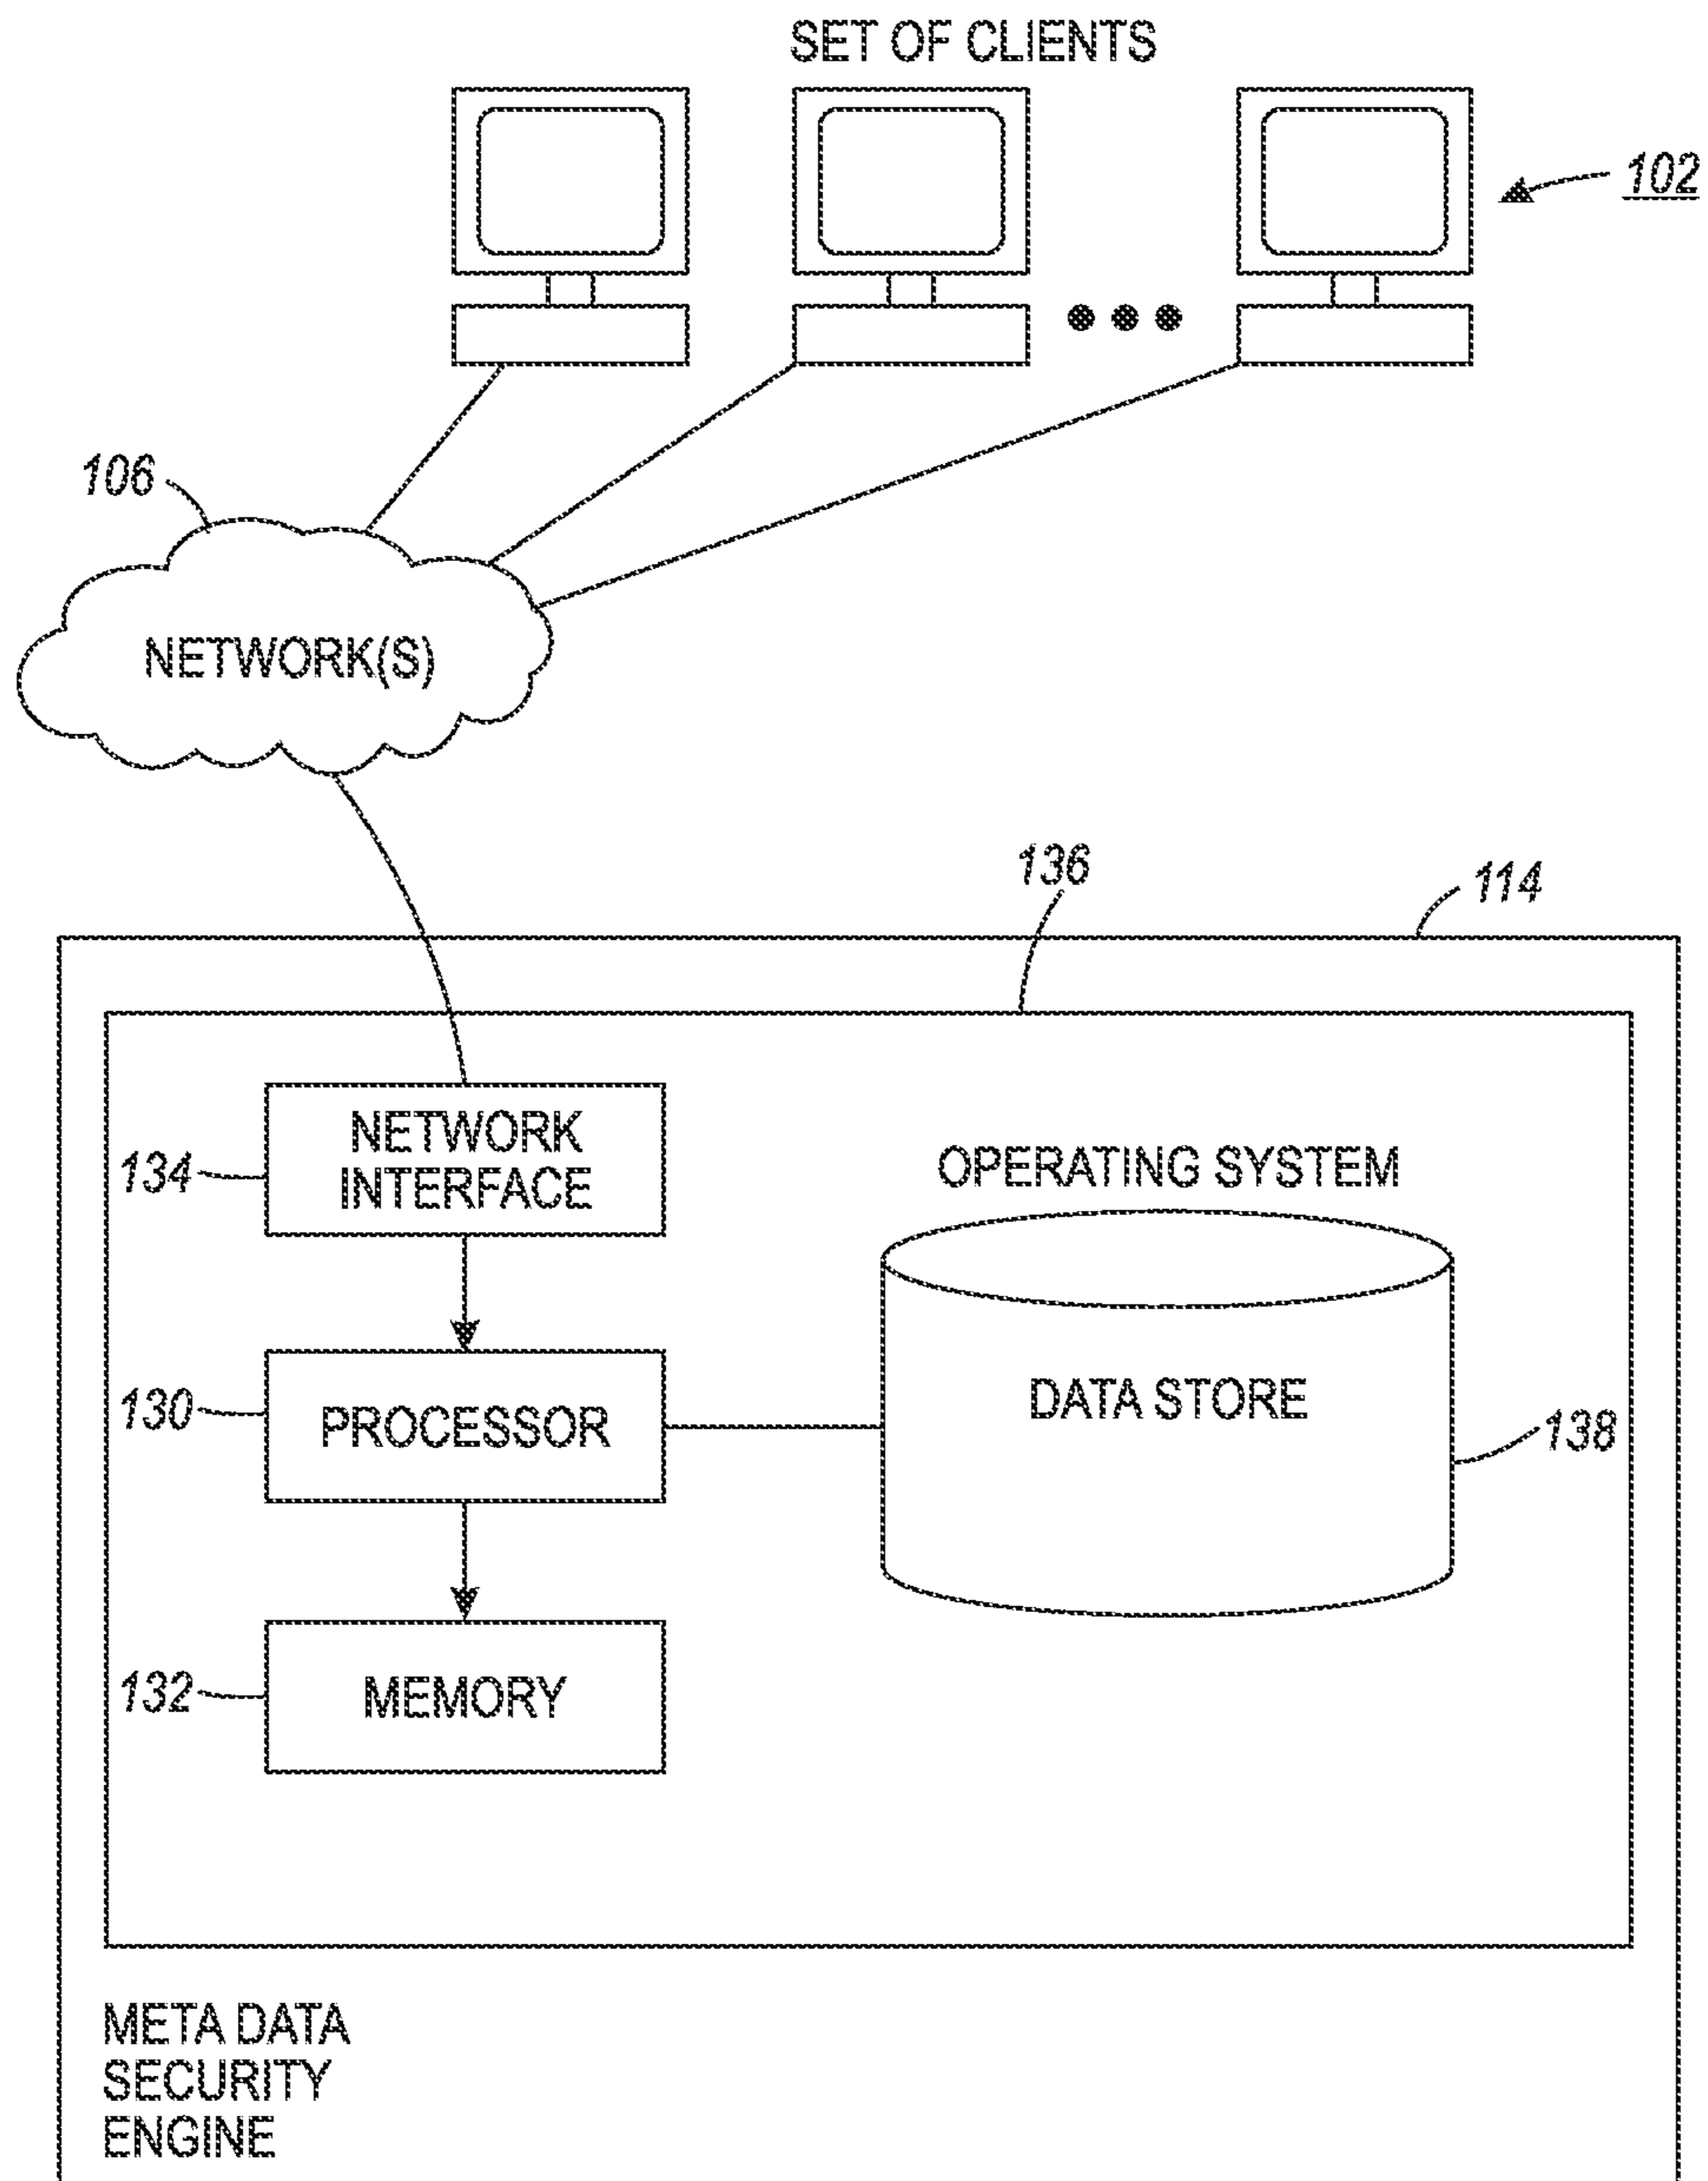 SET OF CLIENTS
102
106
NETWORK(S)
136
114
NETWORK
INTERFACE
134
OPERATING SYSTEM
130
PROCESSOR
DATA STORE
138
132
MEMORY
META DATA
SECURITY
ENGINE